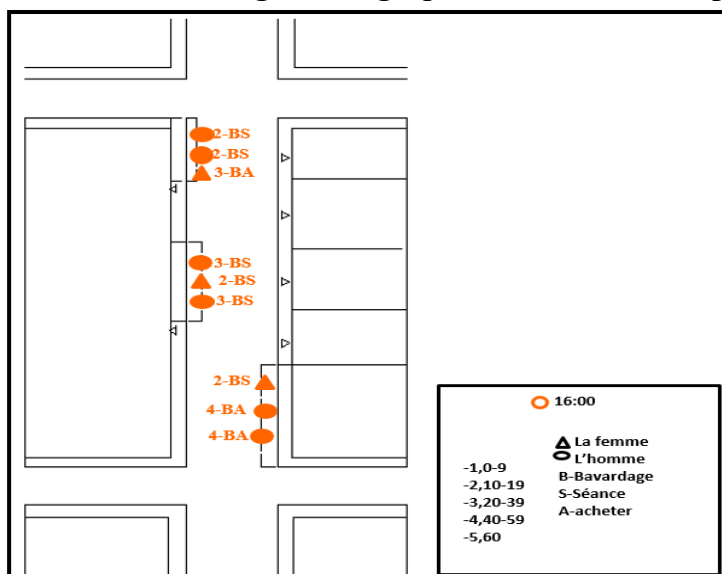 2-BS
2-BS
3-BA
3-BS
2-BS
3-BS
2-BS
4-BA
4-BA
16:00
La femme
L'homme
B-Bavardage
S-Séance
A-acheter
-1,0-9
-2,10-19
-3,20-39
-4,40-59
-5,60